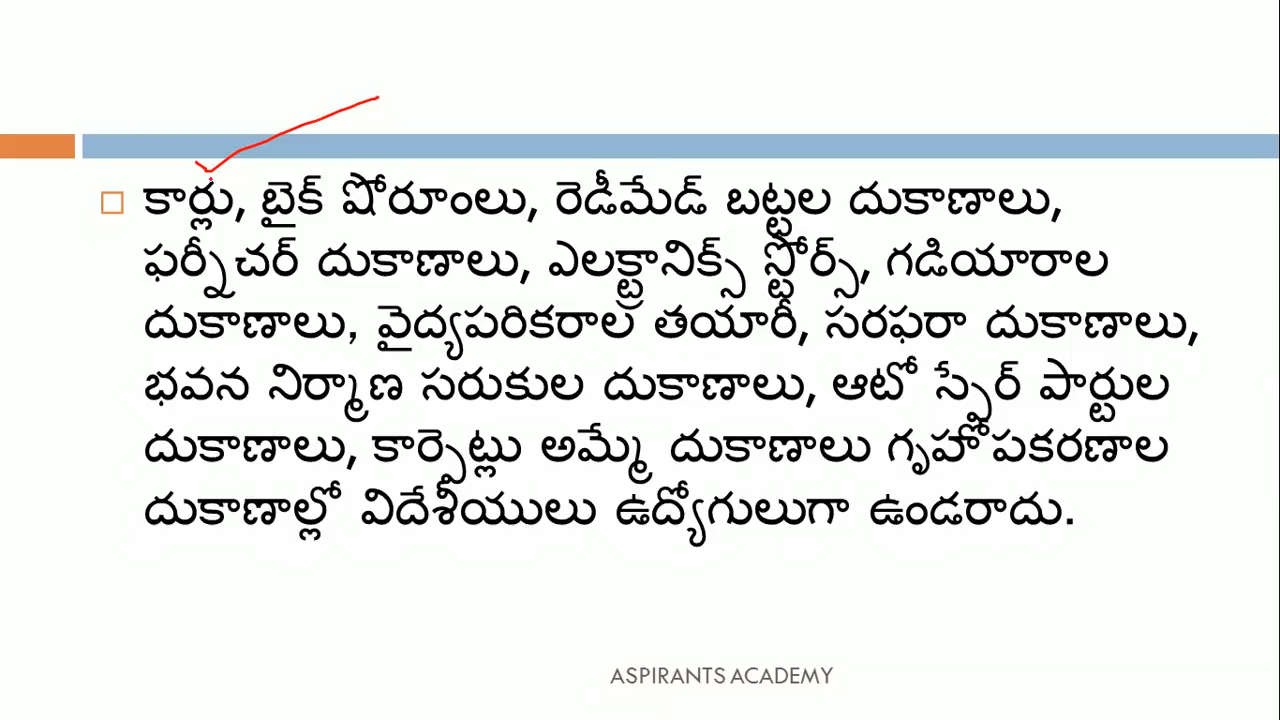 కార్లు, బైక్ షోరూంలు, రెడీమేడ్ బట్టల దుకాణాలు,
ఫర్నీచర్ దుకాణాలు, ఎలక్ట్రానిక్స్ స్టోర్స్, గడియారాల
దుకాణాలు, వైద్యపరికరాల తయారీ, సరఫరా దుకాణాలు,
భవన నిర్మాణ సరుకుల దుకాణాలు, ఆటో స్పేర్ పార్టుల
దుకాణాలు, కార్పెట్లు అమ్మే దుకాణాలు గృహోపకరణాల
దుకాణాల్లో విదేశీయులు ఉద్యోగులుగా ఉండరాదు.
ASPIRANTS ACADEMY